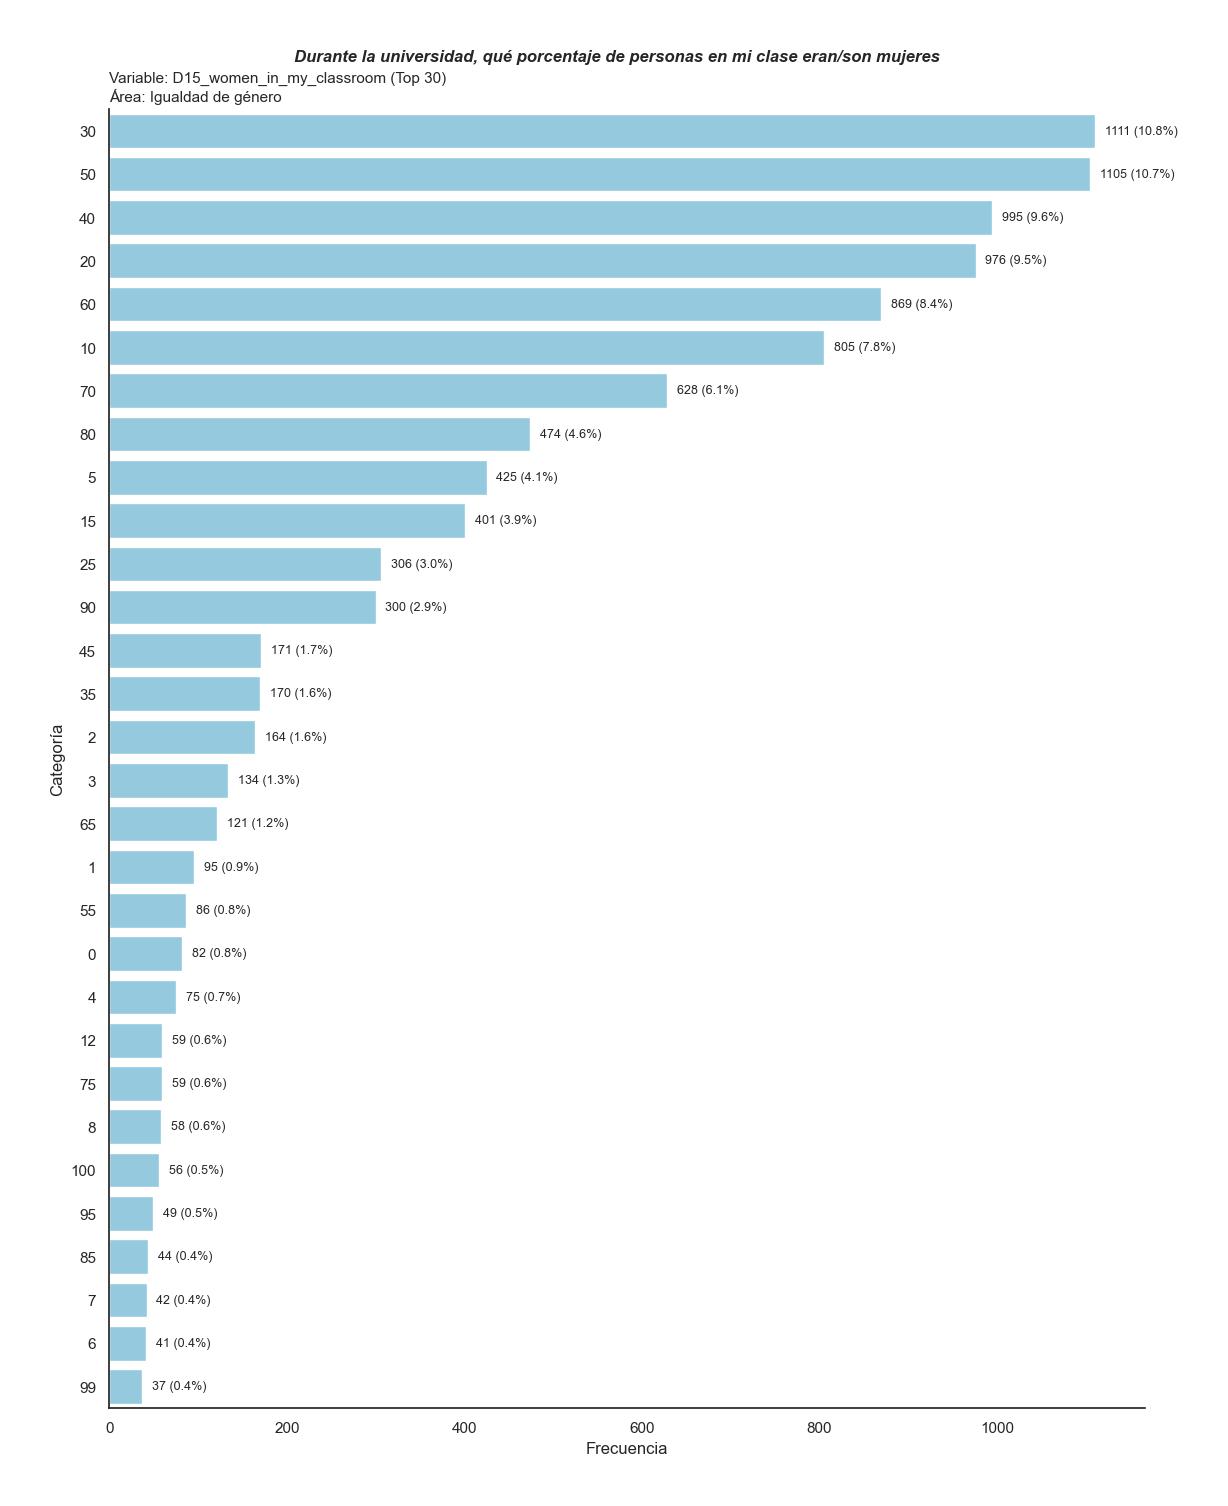 Durante la universidad, qué porcentaje de personas en mi clase eran/son mujeres
Variable: D15_women_in_my_classroom (Top 30)
Área: Igualdad de género
30 1111 (10.8%)
50 1105 (10.7%)
40 995 (9.6%)
20 976 (9.5%)
60 869 (8.4%)
10 805 (7.8%)
70 628 (6.1%)
80 474 (4.6%)
5 425 (4.1%)
15 401 (3.9%)
25 306 (3.0%)
90 300 (2.9%)
45 171 (1.7%)
35 170 (1.6%)
2 164 (1.6%)
3 134 (1.3%)
65 121 (1.2%)
1 95 (0.9%)
55 86 (0.8%)
0 82 (0.8%)
4 75 (0.7%)
12 59 (0.6%)
75 59 (0.6%)
8 58 (0.6%)
100 56 (0.5%)
95 49 (0.5%)
85 44 (0.4%)
7 42 (0.4%)
6 41 (0.4%)
99 37 (0.4%)
Categoría
0 200 400 600 800 1000
Frecuencia